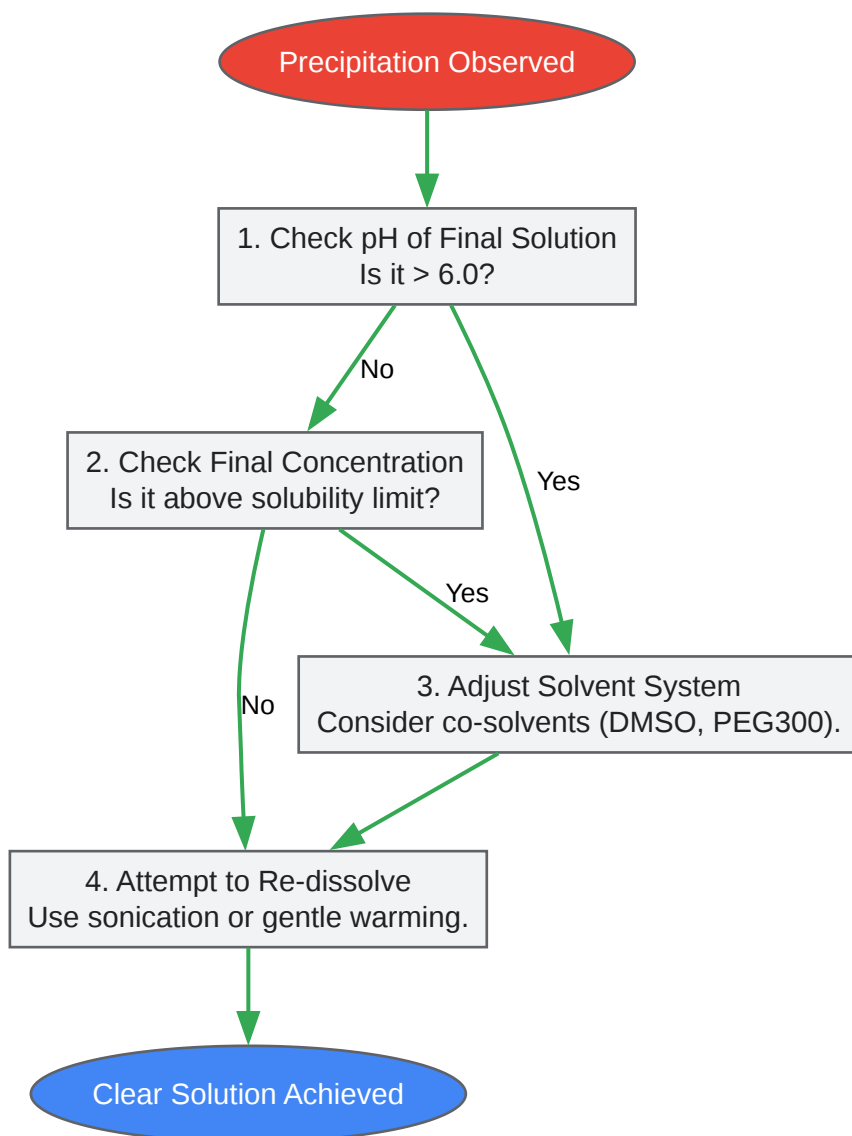 Precipitation Observed
1. Check pH of Final Solution
Is it > 6.0?
No
2. Check Final Concentration
Is it above solubility limit?
Yes
Yes
3. Adjust Solvent System
Consider co-solvents (DMSO, PEG300).
No
4. Attempt to Re-dissolve
Use sonication or gentle warming.
Clear Solution Achieved